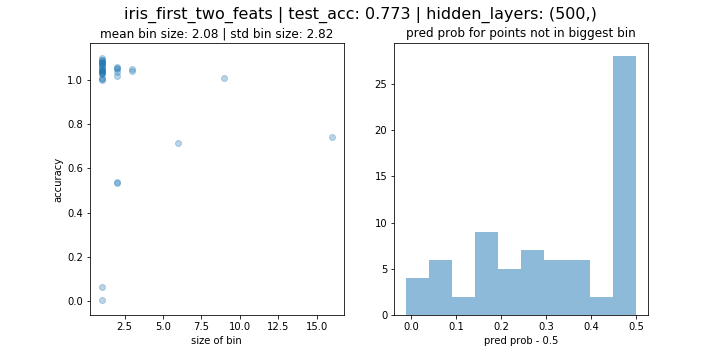 iris_first_two_feats | test_acc: 0.773 | hidden_layers: (500,)
mean bin size: 2.08 | std bin size: 2.82
accuracy
1.0
0.8
0.6
0.4
0.2
0.0
2.5 5.0 7.5 10.0 12.5 15.0
size of bin
pred prob for points not in biggest bin
25
20
15
10
5
0
0.0 0.1 0.2 0.3 0.4 0.5
pred prob - 0.5